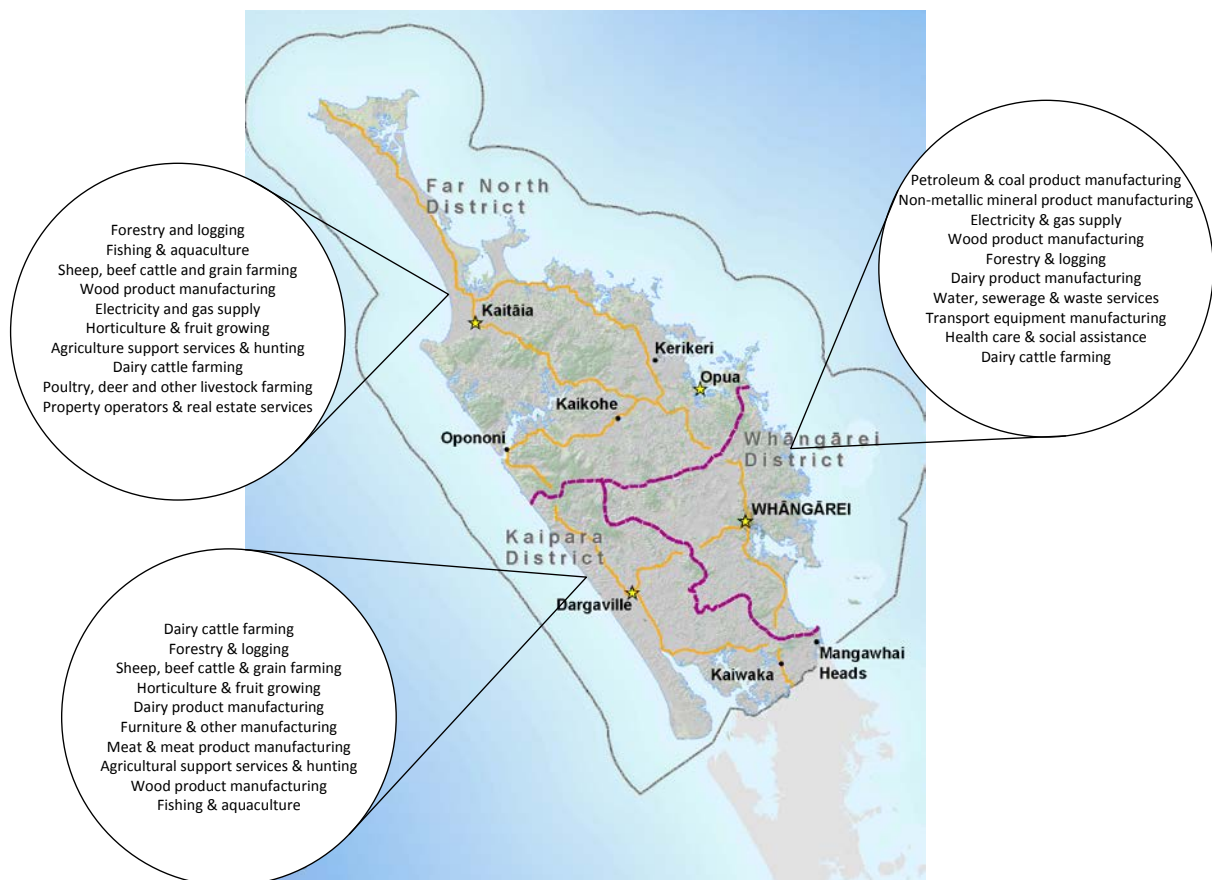 Far North
District
Kaitāia
Kerikeri
Opua
Kaikohe
Opononi
Whāngārei
District
WHĀNGĀREI
Kaipara
District
Dargaville
Mangawhai
Heads
Kaiwaka
Forestry and logging
Fishing & aquaculture
Sheep, beef cattle and grain farming
Wood product manufacturing
Electricity and gas supply
Horticulture & fruit growing
Agriculture support services & hunting
Dairy cattle farming
Poultry, deer and other livestock farming
Property operators & real estate services
Petroleum & coal product manufacturing
Non-metallic mineral product manufacturing
Electricity & gas supply
Wood product manufacturing
Forestry & logging
Dairy product manufacturing
Water, sewerage & waste services
Transport equipment manufacturing
Health care & social assistance
Dairy cattle farming
Dairy cattle farming
Forestry & logging
Sheep, beef cattle & grain farming
Horticulture & fruit growing
Dairy product manufacturing
Furniture & other manufacturing
Meat & meat product manufacturing
Agricultural support services & hunting
Wood product manufacturing
Fishing & aquaculture